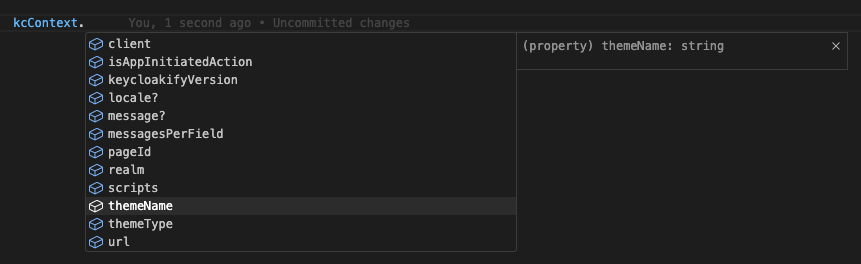 kcContext. You, 1 second ago • Uncommitted changes
client
(property) themeName: string
isAppInitiatedAction
keycloakifyVersion
locale?
message?
messagesPerField
pageId
realm
scripts
themeName
themeType
url